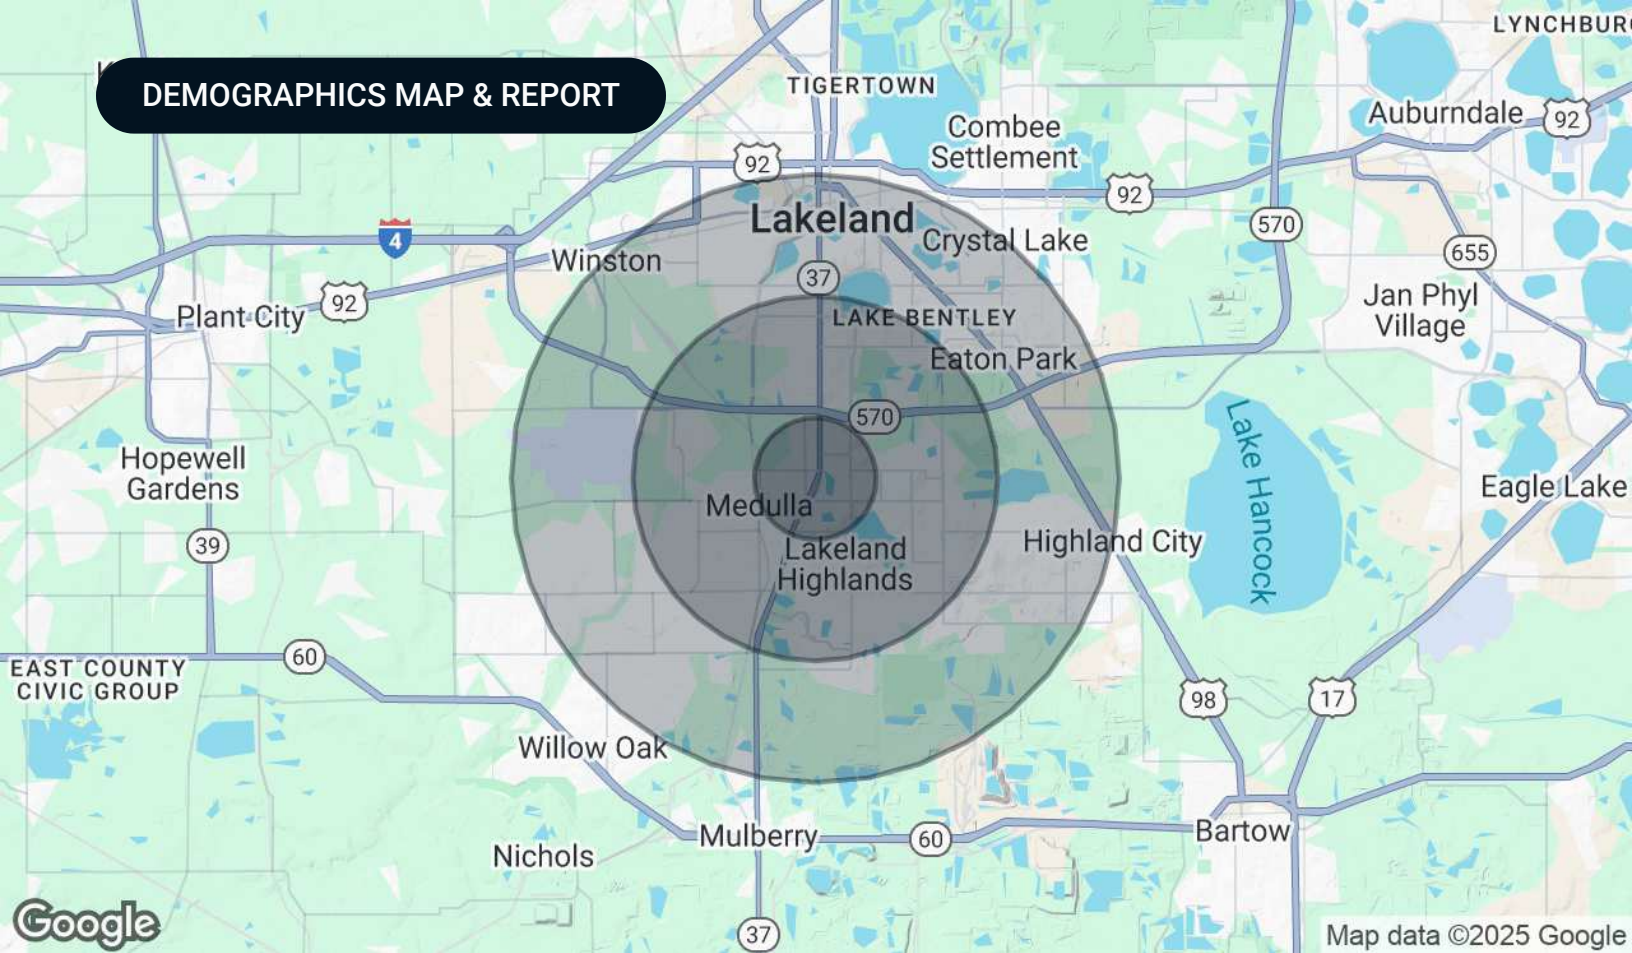 LYNCHBUR
K
DEMOGRAPHICS MAP & REPORT
TIGERTOWN
Combee
Settlement
Auburndale
92
92
92
Lakeland
Crystal Lake
570
4
Winston
655
37
92
Plant City
Jan Phyl
Village
LAKE BENTLEY
Eaton Park
570
Lake Hancock
Hopewell
Gardens
Medulla
Eagle Lake
39
Lakeland
Highlands
Highland City
60
EAST COUNTY
CIVIC GROUP
98
17
Willow Oak
Mulberry
60
Bartow
Nichols
Google
37
Map data ©2025 Google